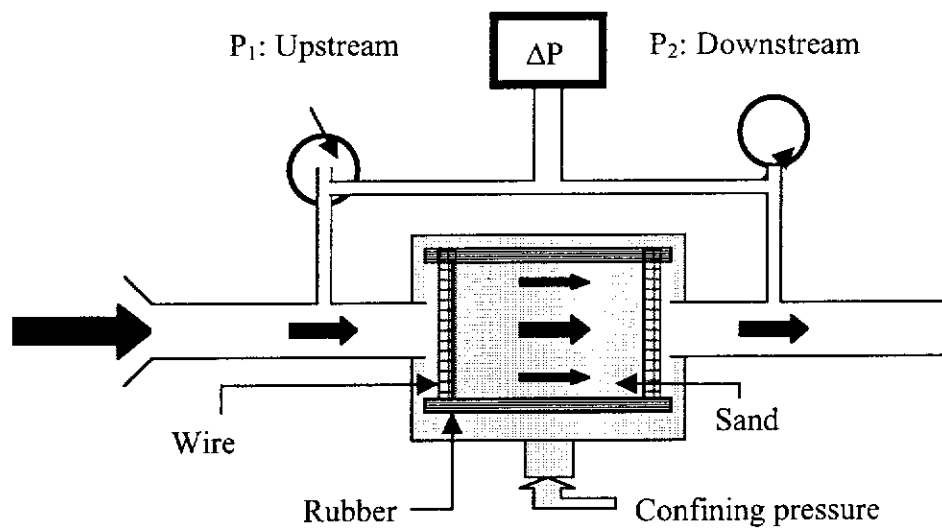 P₁: Upstream
ΔP
P₂: Downstream
Wire
Sand
Rubber
Confining pressure